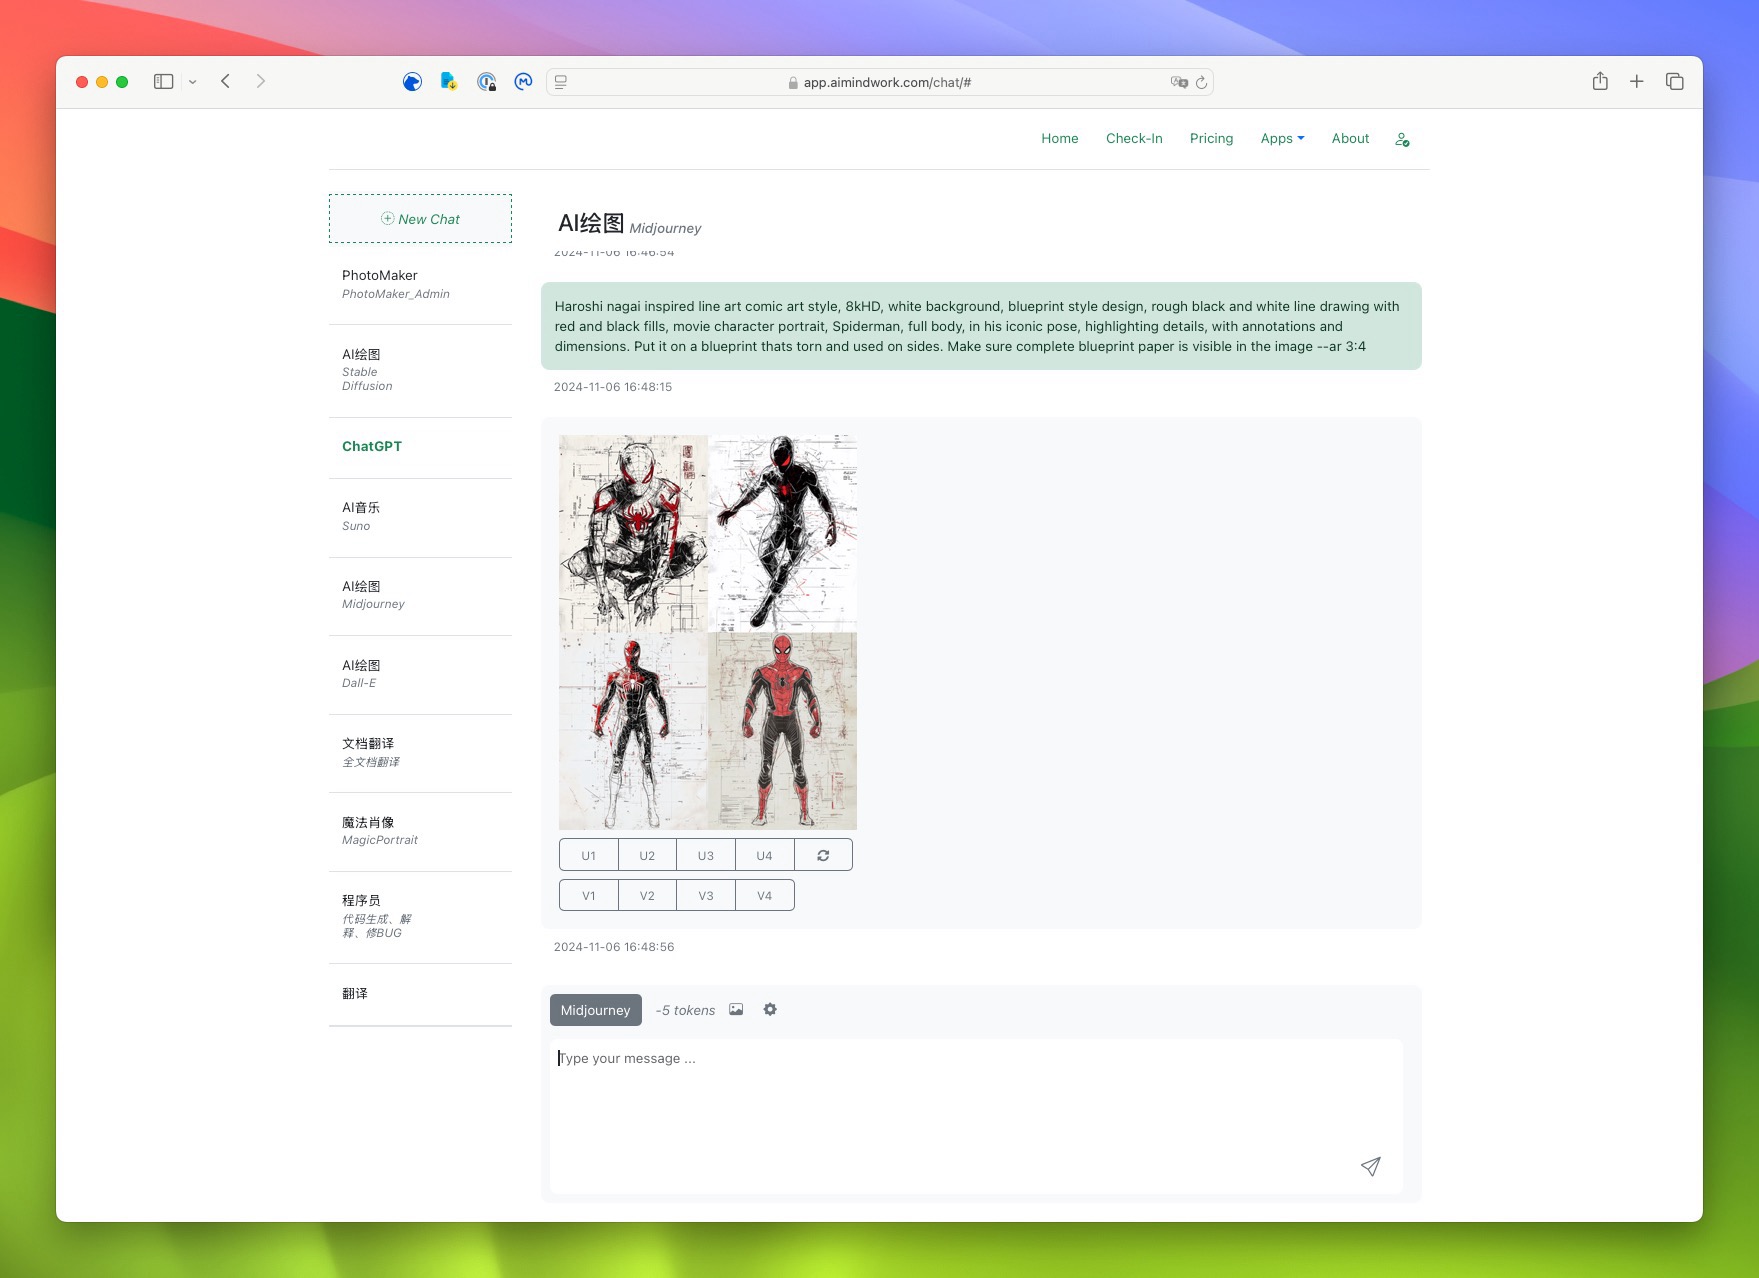 app.aimindwork.com/chat/#
Home Check-In Pricing Apps About
New Chat
PhotoMaker
PhotoMaker_Admin
AI绘图
Stable
Diffusion
ChatGPT
AI音乐
Suno
AI绘图
Midjourney
AI绘图
Dall-E
文档翻译
全文档翻译
魔法肖像
MagicPortrait
程序员
代码生成、解
释、修BUG
翻译
AI绘图 Midjourney
2024-11-06 16:46:54
Haroshi nagai inspired line art comic art style, 8kHD, white background, blueprint style design, rough black and white line drawing with
red and black fills, movie character portrait, Spiderman, full body, in his iconic pose, highlighting details, with annotations and
dimensions. Put it on a blueprint thats torn and used on sides. Make sure complete blueprint paper is visible in the image --ar 3:4
2024-11-06 16:48:15
U1 U2 U3 U4
V1 V2 V3 V4
2024-11-06 16:48:56
Midjourney -5 tokens
Type your message ...